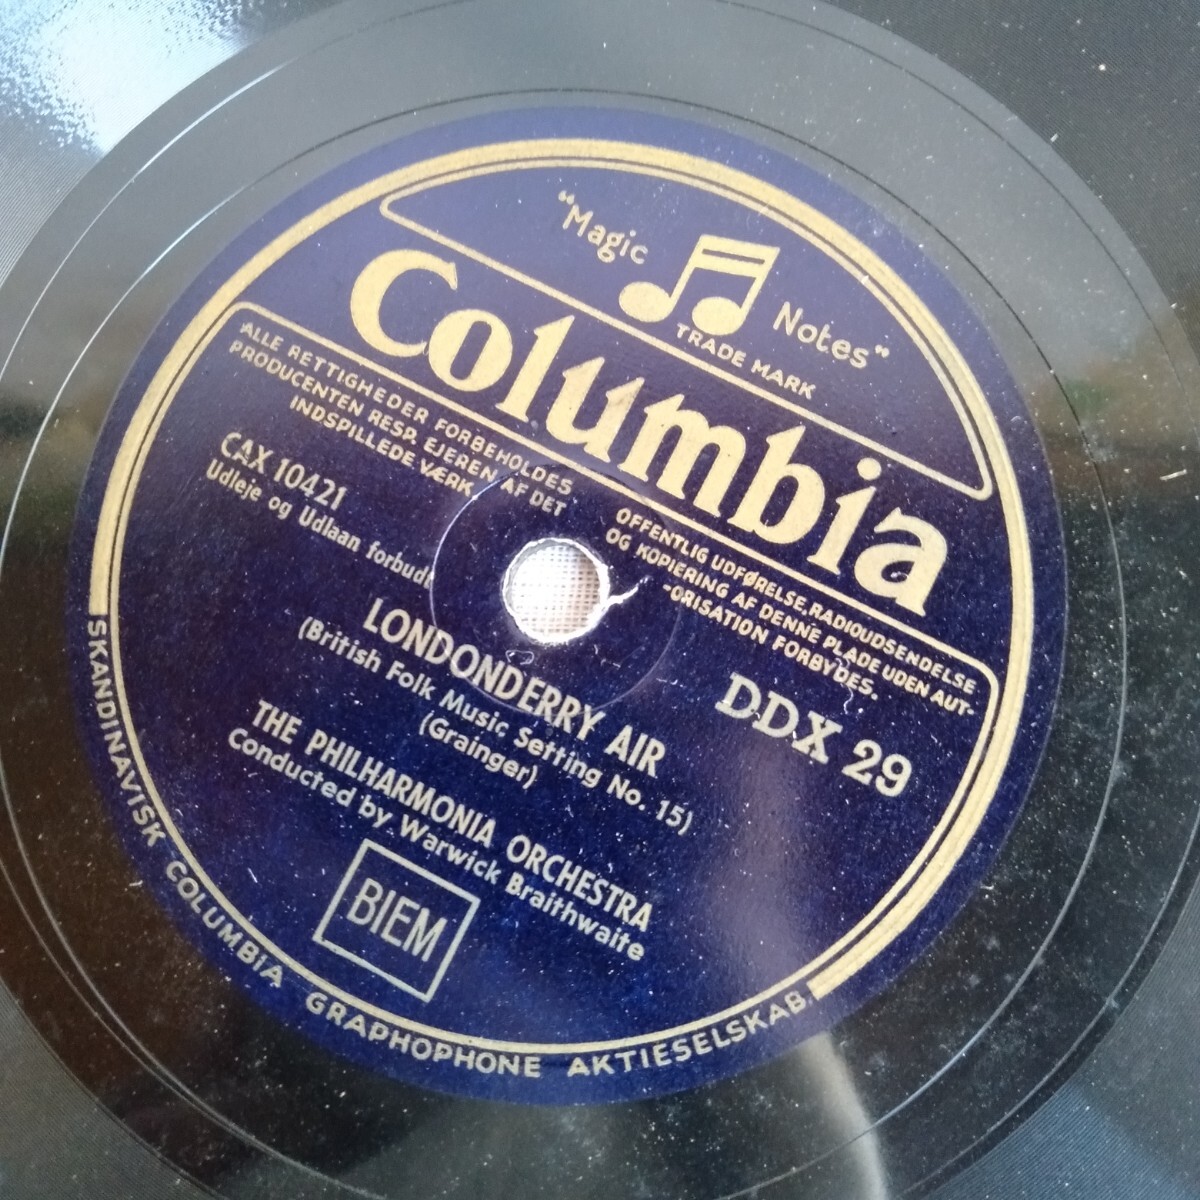 "Magic Notes"
TRADE MARK
Columbia
ALLE RETTIGHEDER FORBEHOLDES
PRODUCENTEN RESP. EJEREN AF DET
INDSPILLEDE VÆRK
OFFENTLIG UDFØRELSE, RADIOUDSENDELSE
OG KOPIERING AF DENNE PLADE UDEN AUT-
-ORISATION FORBYDES.
CAX 10421
Udleje og Udlaan forbudt
DDX 29
LONDONDERRY AIR
(British Folk Music Setting No. 15)
(Grainger)
THE PHILHARMONIA ORCHESTRA
Conducted by Warwick Braithwaite
BIEM
SKANDINAVISK COLUMBIA GRAPHOPHONE AKTIESELSKAB